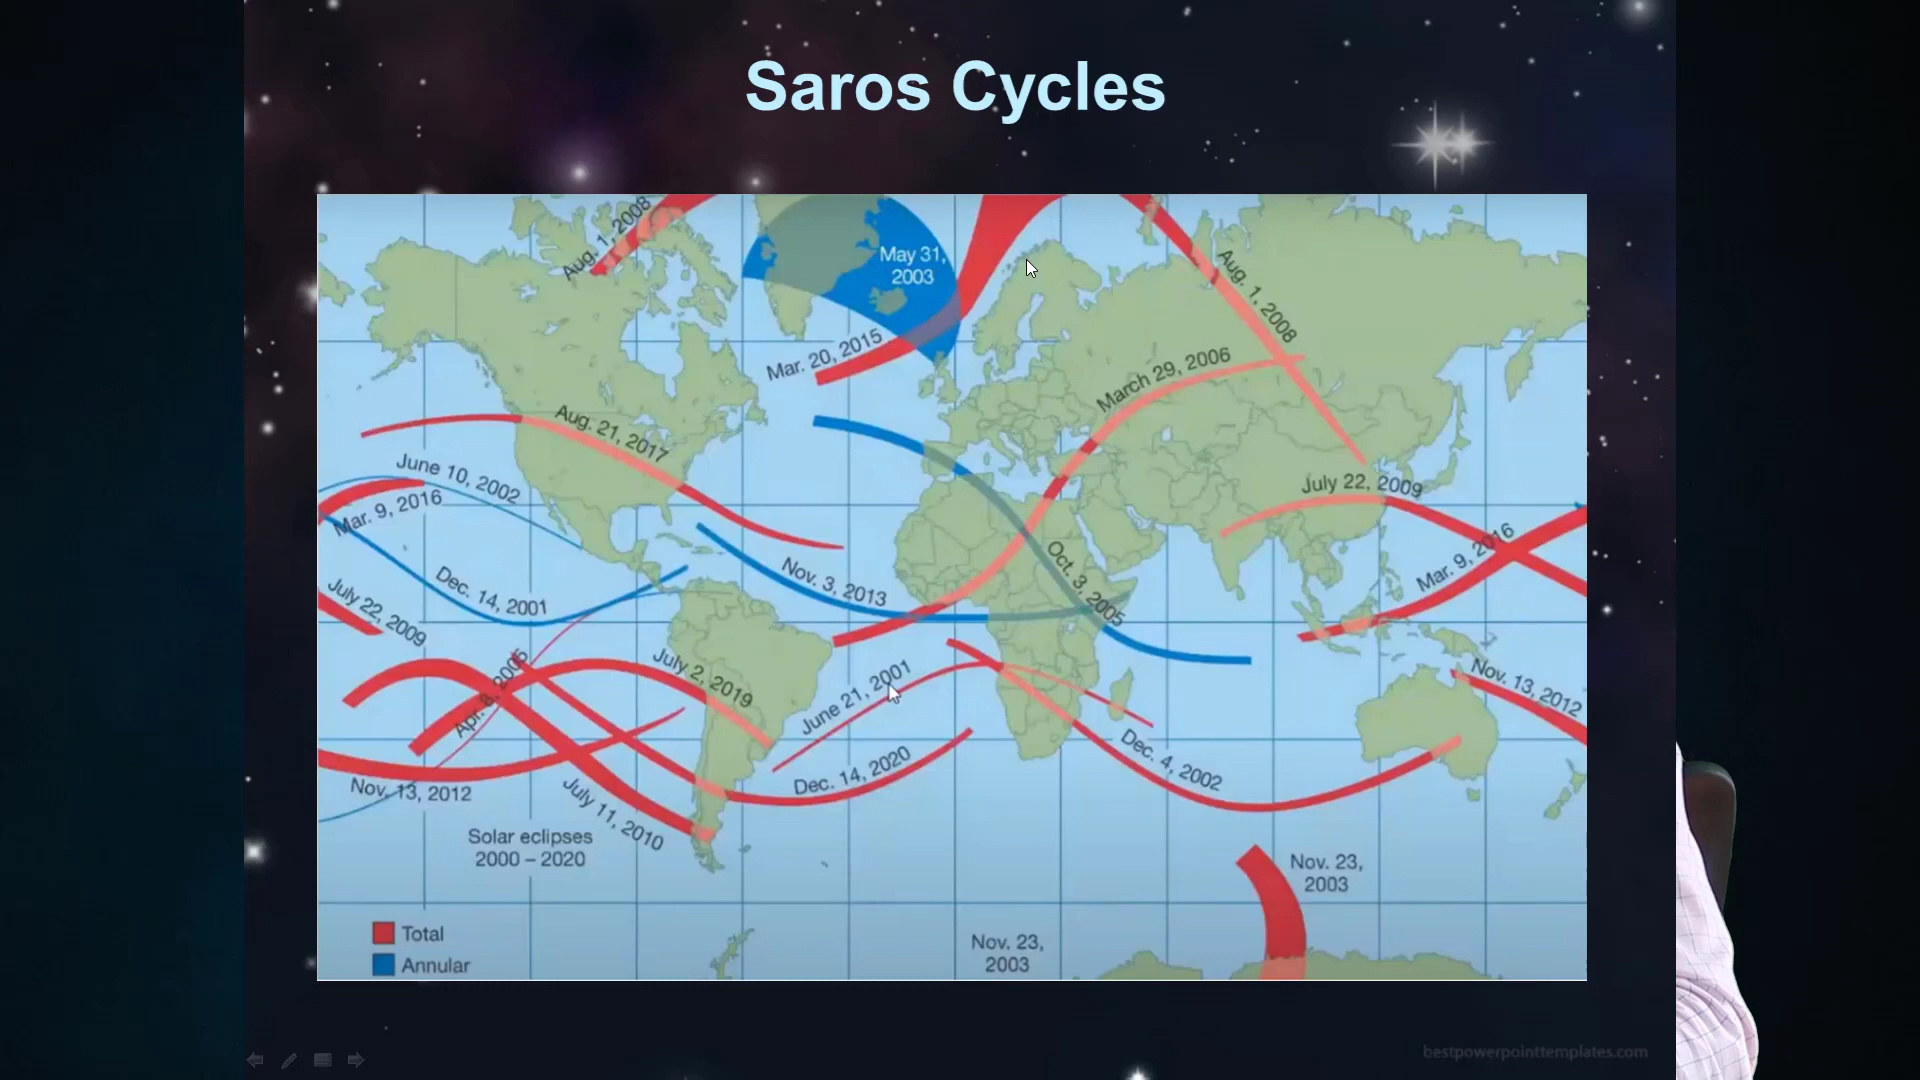 Saros Cycles
Aug. 1, 2008
May 31,
2003
Aug. 1, 2008
Mar. 20, 2015
March 29, 2006
Aug. 21, 2017
June 10, 2002
Mar. 9, 2016
July 22, 2009
Mar. 9, 2016
Dec. 14, 2001
Nov. 3, 2013
Oct. 3, 2005
July 22, 2009
Apr. 8, 2005
July 2, 2019
June 21, 2001
Nov. 13, 2012
Dec. 4, 2002
Dec. 14, 2020
Nov. 13, 2012
July 11, 2010
Solar eclipses
2000 – 2020
Nov. 23,
2003
Total
Nov. 23,
2003
Annular
bestpowerpointtemplates.com